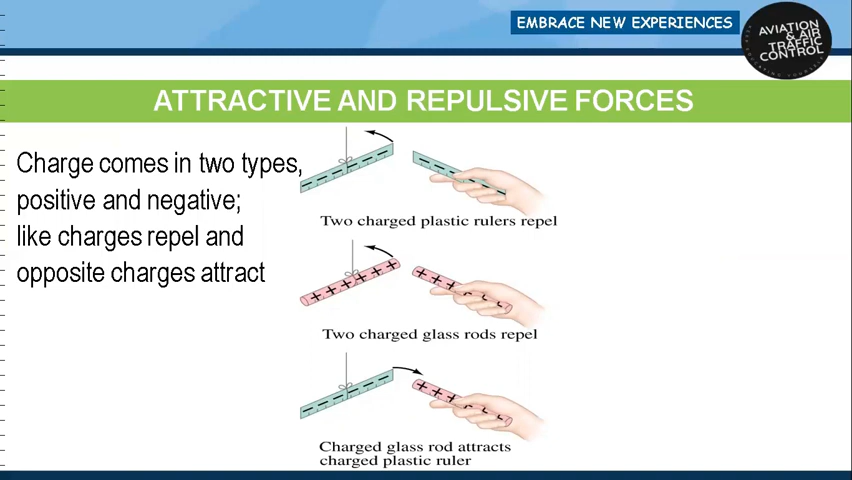 EMBRACE NEW EXPERIENCES
AVIATION
& AIR
TRAFFIC
CONTROL
ATTRACTIVE AND REPULSIVE FORCES
Charge comes in two types,
positive and negative;
like charges repel and
opposite charges attract
Two charged plastic rulers repel
Two charged glass rods repel
Charged glass rod attracts
charged plastic ruler